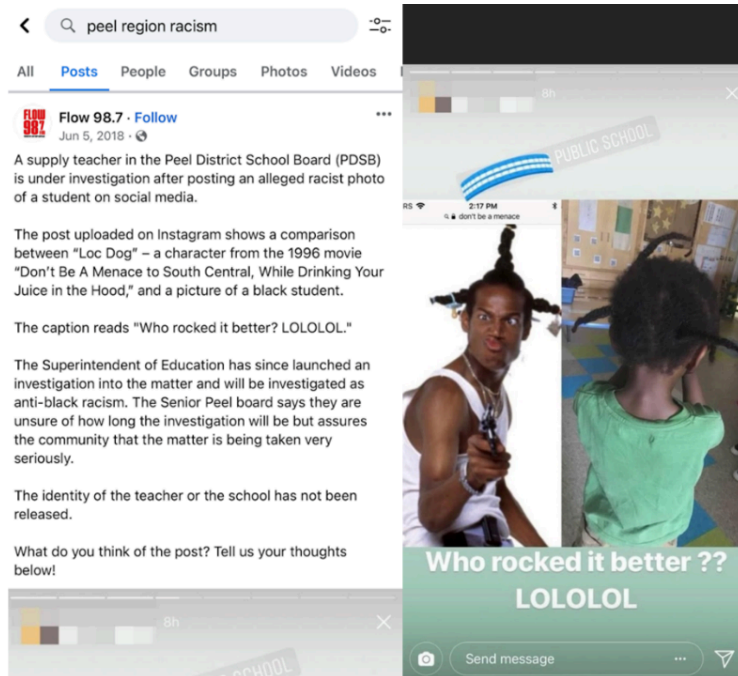 peel region racism
All Posts People Groups Photos Videos
FLOW
98.7
Flow 98.7 · Follow
Jun 5, 2018 ·
A supply teacher in the Peel District School Board (PDSB)
is under investigation after posting an alleged racist photo
of a student on social media.
The post uploaded on Instagram shows a comparison
between "Loc Dog" – a character from the 1996 movie
"Don't Be A Menace to South Central, While Drinking Your
Juice in the Hood," and a picture of a black student.
The caption reads "Who rocked it better? LOLOLOL."
The Superintendent of Education has since launched an
investigation into the matter and will be investigated as
anti-black racism. The Senior Peel board says they are
unsure of how long the investigation will be but assures
the community that the matter is being taken very
seriously.
The identity of the teacher or the school has not been
released.
What do you think of the post? Tell us your thoughts
below!
8h
SCHOOL
8h
PUBLIC SCHOOL
RS 2:17 PM
don't be a menace
Who rocked it better ??
LOLOLOL
Send message